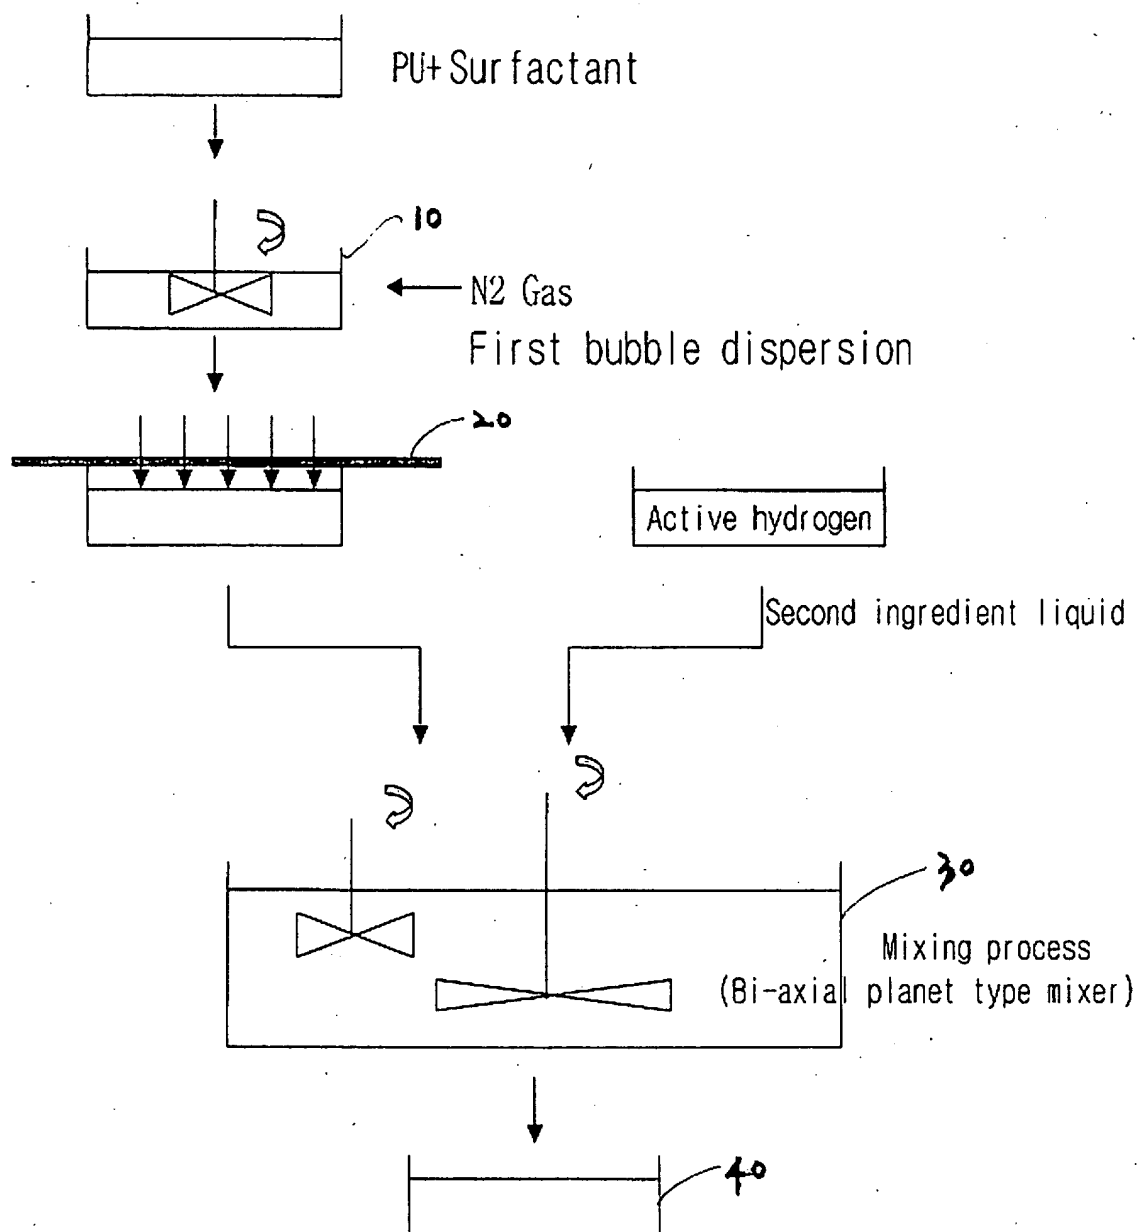 PU+Surfactant
10
N2 Gas
First bubble dispersion
20
Active hydrogen
Second ingredient liquid
30
Mixing process
(Bi-axial planet type mixer)
40